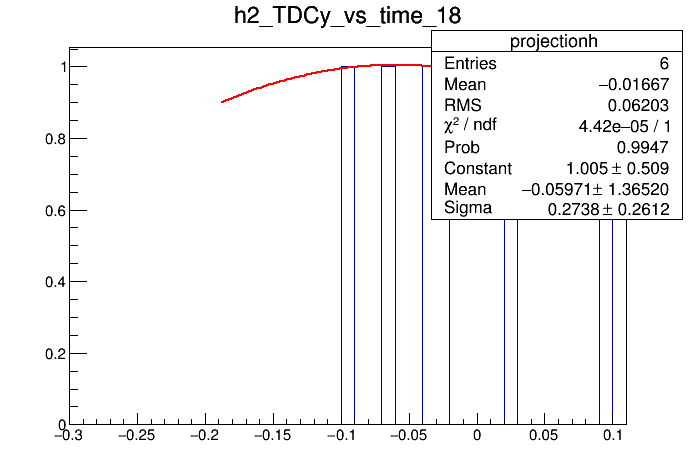 h2_TDCy_vs_time_18
projectionh
Entries 6
Mean −0.01667
RMS 0.06203
χ² / ndf 4.42e−05 / 1
Prob 0.9947
Constant 1.005 ± 0.509
Mean −0.05971± 1.36520
Sigma 0.2738 ± 0.2612
1
0.8
0.6
0.4
0.2
0
−0.3 −0.25 −0.2 −0.15 −0.1 −0.05 0 0.05 0.1